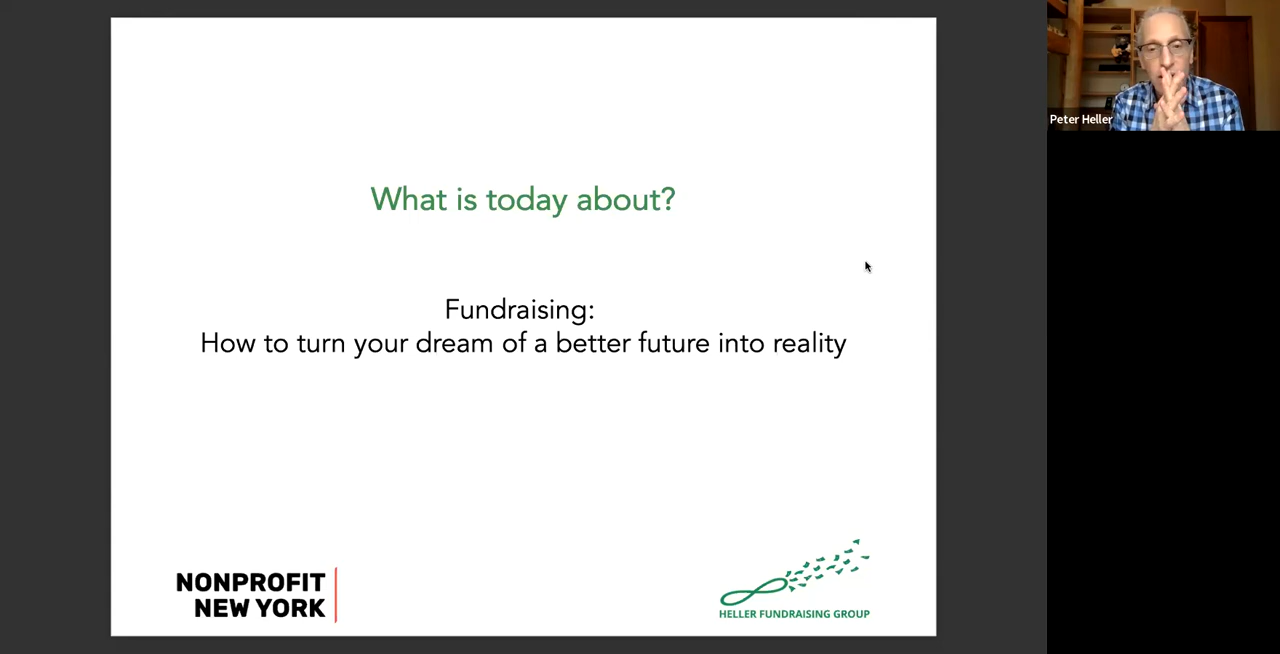 What is today about?
Fundraising:
How to turn your dream of a better future into reality
NONPROFIT
NEW YORK
HELLER FUNDRAISING GROUP
Peter Heller